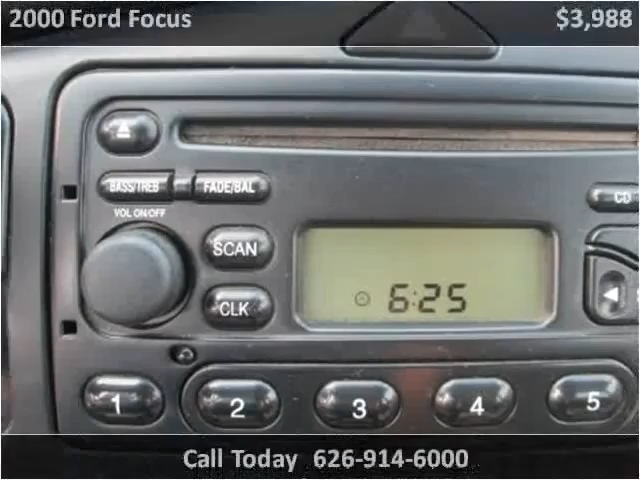 2000 Ford Focus $3,988
BASS/TREB FADE/BAL
CD
VOL ON/OFF
SCAN
CLK
6:25
1 2 3 4 5
Call Today 626-914-6000